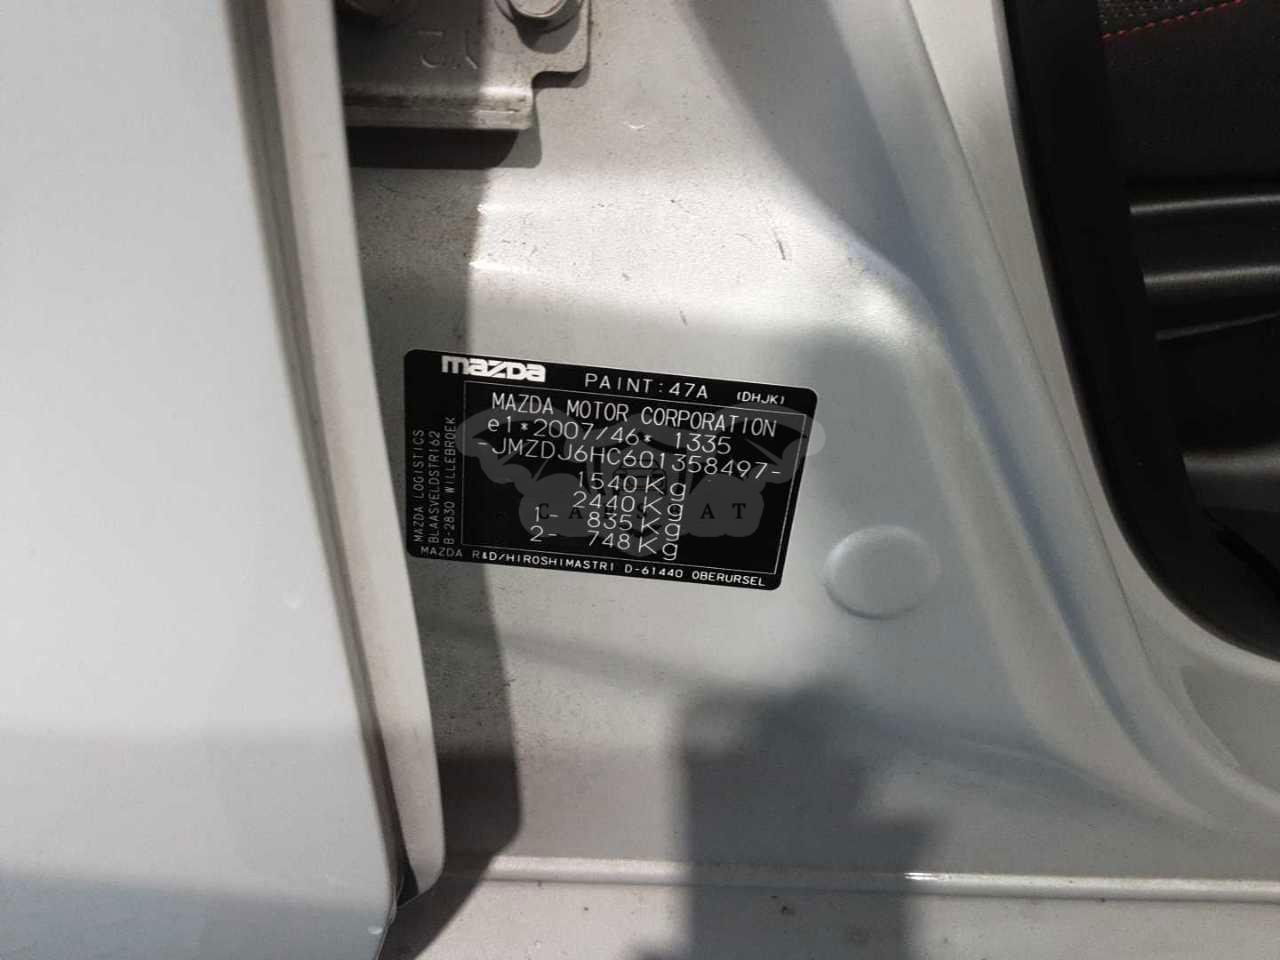 mazda PAINT: 47A (DHJK)
MAZDA MOTOR CORPORATION
e1*2007/46* 1335
-JMZDJ6HC601358497-
1540Kg
2440Kg
1- 835Kg
2- 748Kg
MAZDA LOGISTICS
BLAASVELDSTR162
B-2830 WILLEBROEK
MAZDA R&D/HIROSHIMASTR1 D-61440 OBERURSEL